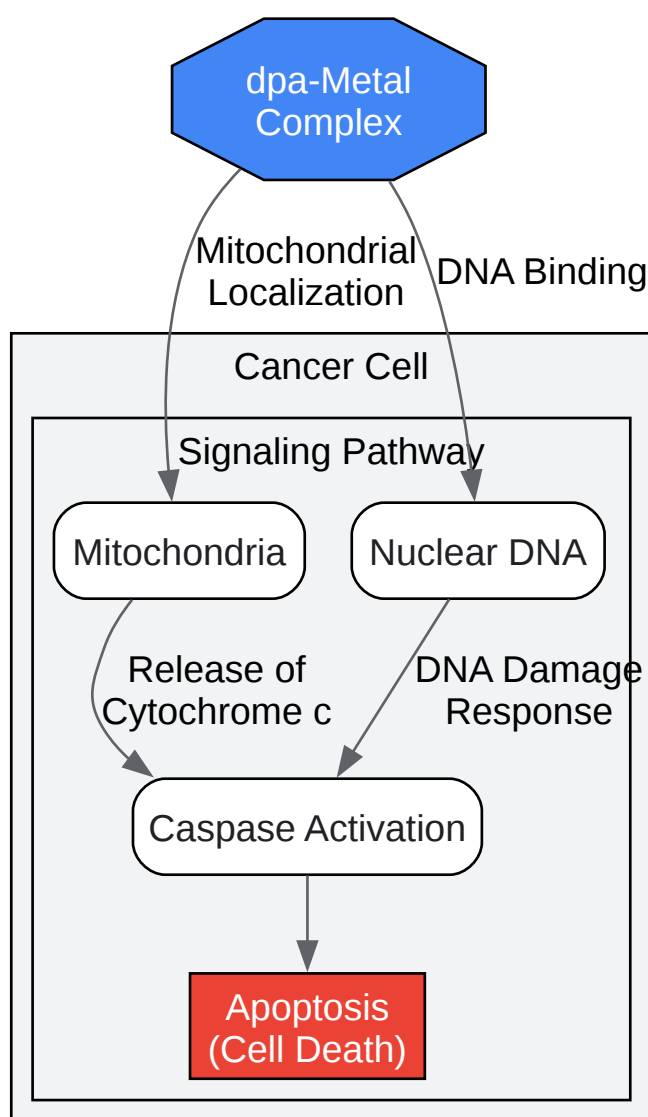 dpa-Metal
Complex
Mitochondrial
Localization
DNA Binding
Cancer Cell
Signaling Pathway
Mitochondria
Nuclear DNA
Release of
Cytochrome c
DNA Damage
Response
Caspase Activation
Apoptosis
(Cell Death)